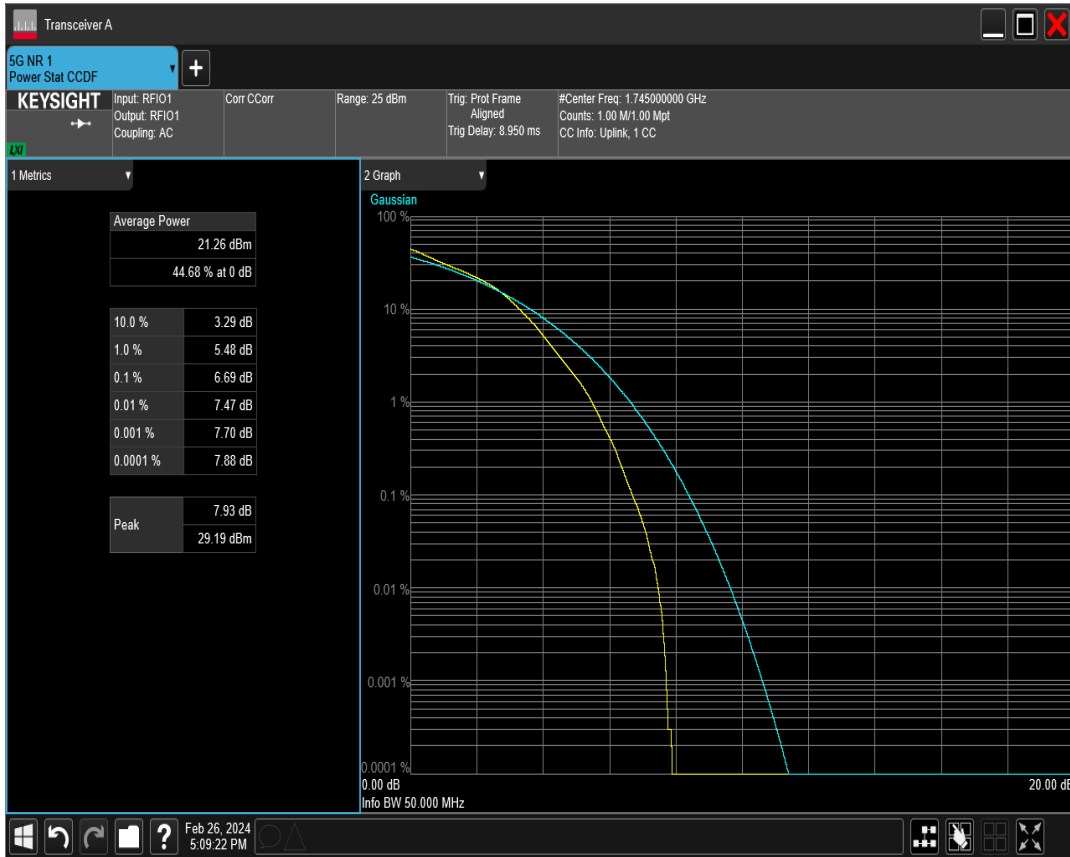 Transceiver A
5G NR 1
Power Stat CCDF
+
KEYSIGHT
LXI
Input: RFIO1
Output: RFIO1
Coupling: AC
Corr CCorr
Range: 25 dBm
Trig: Prot Frame
Aligned
Trig Delay: 8.950 ms
#Center Freq: 1.745000000 GHz
Counts: 1.00 M/1.00 Mpt
CC Info: Uplink, 1 CC
1 Metrics
Average Power
21.26 dBm
44.68 % at 0 dB
10.0 % 3.29 dB
1.0 % 5.48 dB
0.1 % 6.69 dB
0.01 % 7.47 dB
0.001 % 7.70 dB
0.0001 % 7.88 dB
Peak
7.93 dB
29.19 dBm
2 Graph
Gaussian
100 %
10 %
1 %
0.1 %
0.01 %
0.001 %
0.0001 %
0.00 dB 20.00 dB
Info BW 50.000 MHz
?
Feb 26, 2024
5:09:22 PM